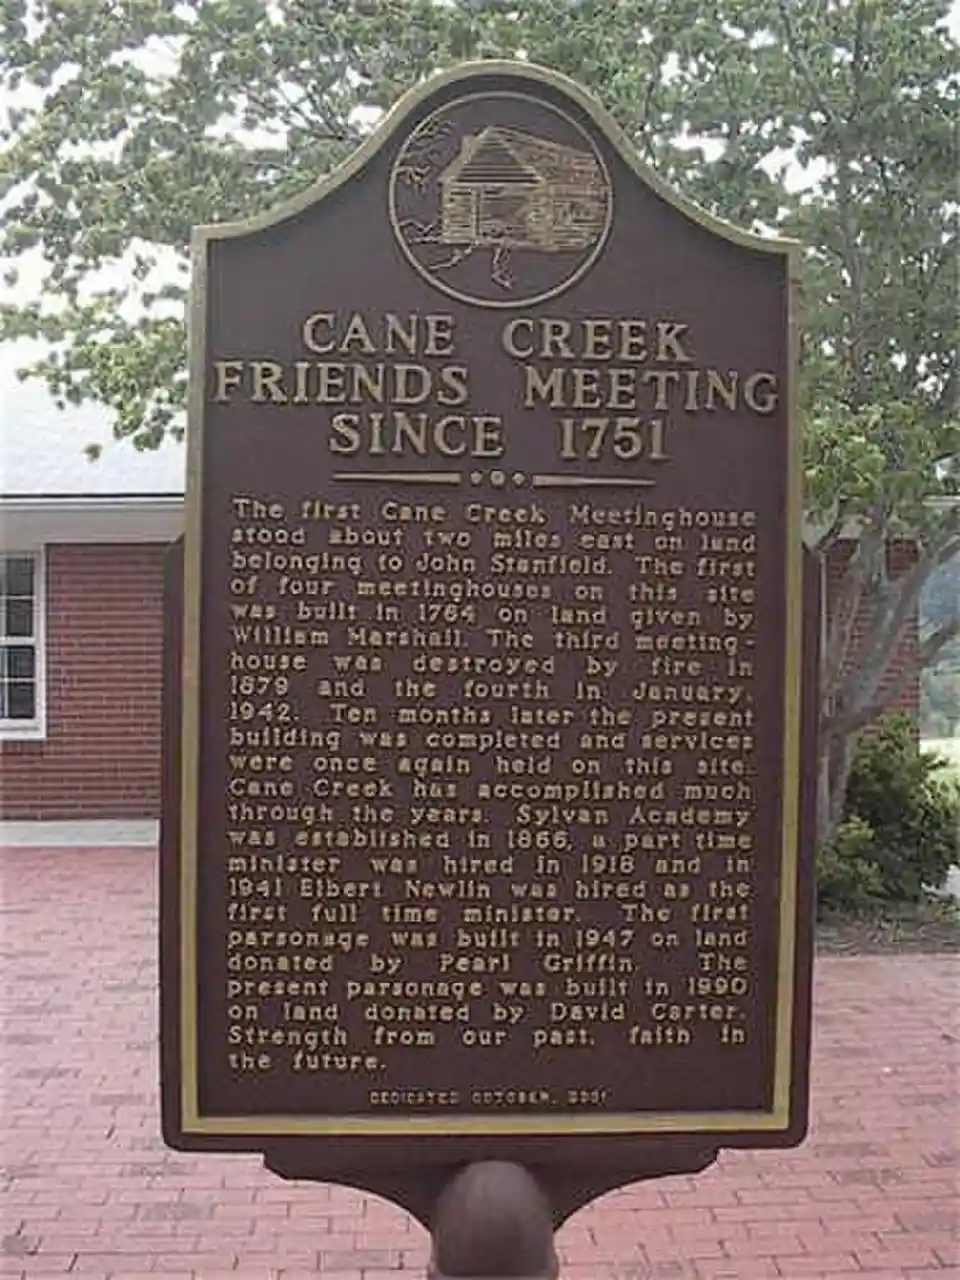 CANE CREEK
FRIENDS MEETING
SINCE 1751
The first Cane Creek Meetinghouse
stood about two miles east on land
belonging to John Stanfield. The first
of four meetinghouses on this site
was built in 1764 on land given by
William Marshall. The third meeting-
house was destroyed by fire in
1879 and the fourth in January,
1942. Ten months later the present
building was completed and services
were once again held on this site.
Cane Creek has accomplished much
through the years. Sylvan Academy
was established in 1866, a part time
minister was hired in 1918 and in
1941 Elbert Newlin was hired as the
first full time minister. The first
parsonage was built in 1947 on land
donated by Pearl Griffin The
present parsonage was built in 1990
on land donated by David Carter.
Strength from our past, faith in
the future.
DEDICATED OCTOBER, 2001